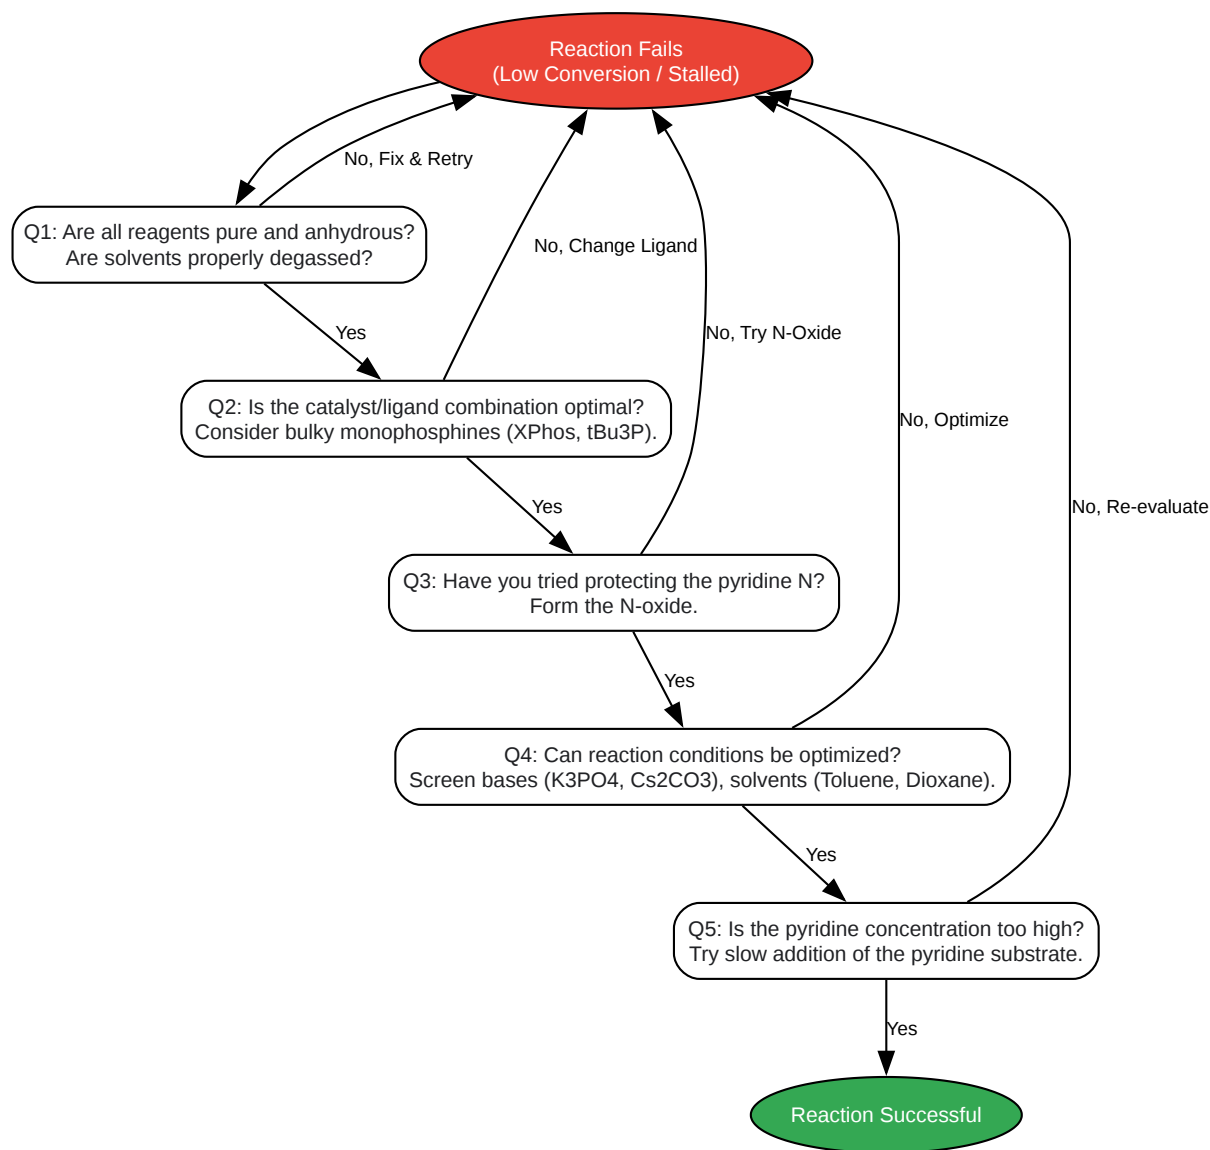 Reaction Fails
(Low Conversion / Stalled)
No, Fix & Retry
Q1: Are all reagents pure and anhydrous?
Are solvents properly degassed?
No, Change Ligand
Yes
No, Try N-Oxide
Q2: Is the catalyst/ligand combination optimal?
Consider bulky monophosphines (XPhos, tBu3P).
No, Optimize
Yes
No, Re-evaluate
Q3: Have you tried protecting the pyridine N?
Form the N-oxide.
Yes
Q4: Can reaction conditions be optimized?
Screen bases (K3PO4, Cs2CO3), solvents (Toluene, Dioxane).
Yes
Q5: Is the pyridine concentration too high?
Try slow addition of the pyridine substrate.
Yes
Reaction Successful